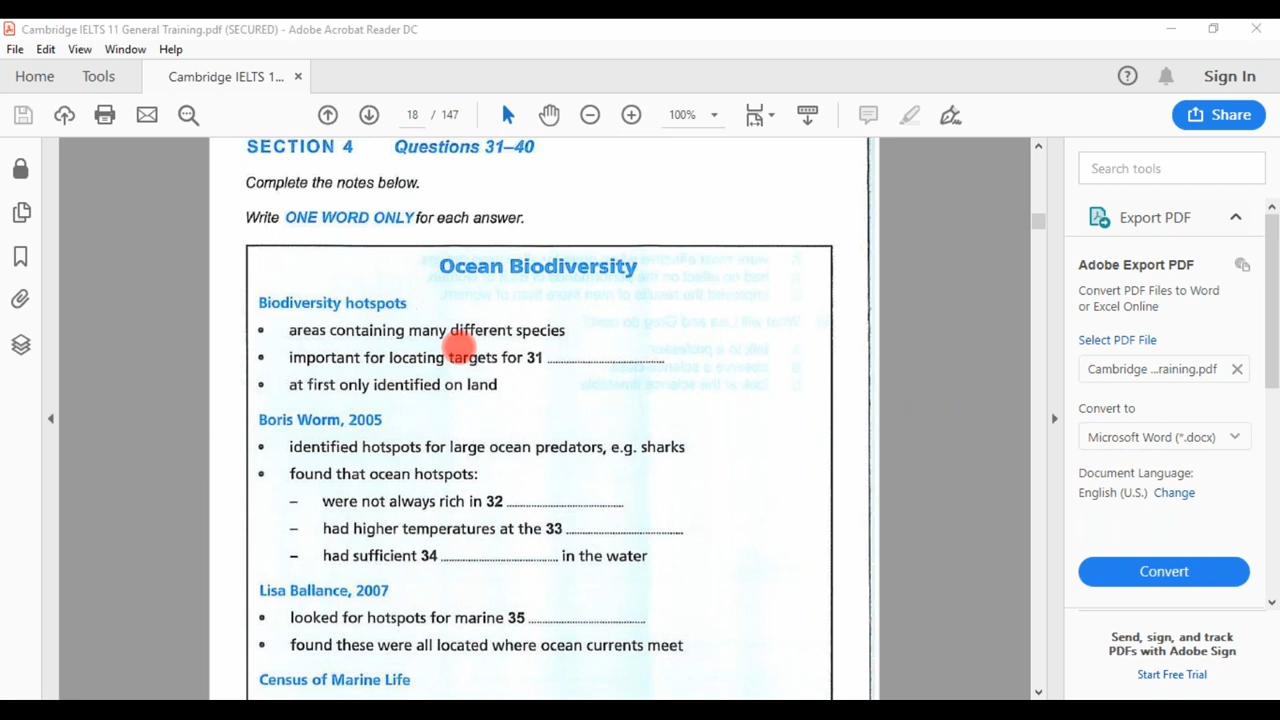 Cambridge IELTS 11 General Training.pdf (SECURED) - Adobe Acrobat Reader DC
File Edit View Window Help
Home Tools Cambridge IELTS 1... × Sign In
18 / 147 100% Share
SECTION 4 Questions 31–40
Complete the notes below.
Write ONE WORD ONLY for each answer.
Ocean Biodiversity
Biodiversity hotspots
• areas containing many different species
• important for locating targets for 31 ....................
• at first only identified on land
Boris Worm, 2005
• identified hotspots for large ocean predators, e.g. sharks
• found that ocean hotspots:
– were not always rich in 32 ....................
– had higher temperatures at the 33 ....................
– had sufficient 34 .................... in the water
Lisa Ballance, 2007
• looked for hotspots for marine 35 ....................
• found these were all located where ocean currents meet
Census of Marine Life
Search tools
Export PDF
Adobe Export PDF
Convert PDF Files to Word
or Excel Online
Select PDF File
Cambridge ...raining.pdf
Convert to
Microsoft Word (*.docx)
Document Language:
English (U.S.) Change
Convert
Send, sign, and track
PDFs with Adobe Sign
Start Free Trial